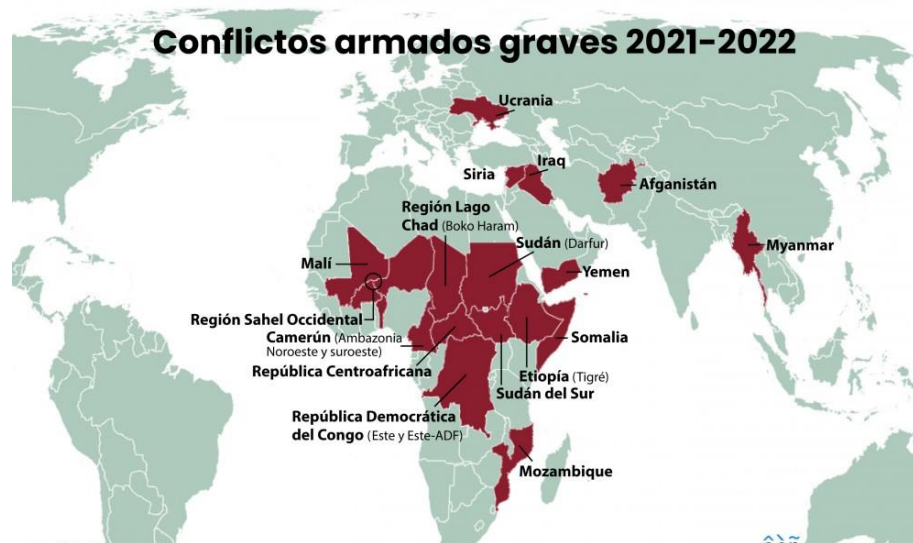 Conflictos armados graves 2021-2022
Ucrania
Iraq
Siria
Afganistán
Región Lago
Chad (Boko Haram)
Sudán (Darfur)
Myanmar
Malí
Yemen
Región Sahel Occidental
Camerún (Ambazonia
Noroeste y suroeste)
República Centroafricana
Somalia
Etiopía (Tigré)
Sudán del Sur
República Democrática
del Congo (Este y Este-ADF)
Mozambique